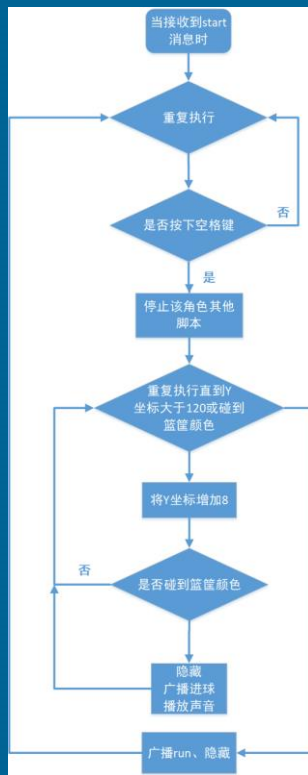 当接收到start
消息时
重复执行
否
是否按下空格键
是
停止该角色其他
脚本
重复执行直到Y
坐标大于120或碰到
篮筐颜色
将Y坐标增加8
否
是否碰到篮筐颜色
隐藏
广播进球
播放声音
广播run、隐藏